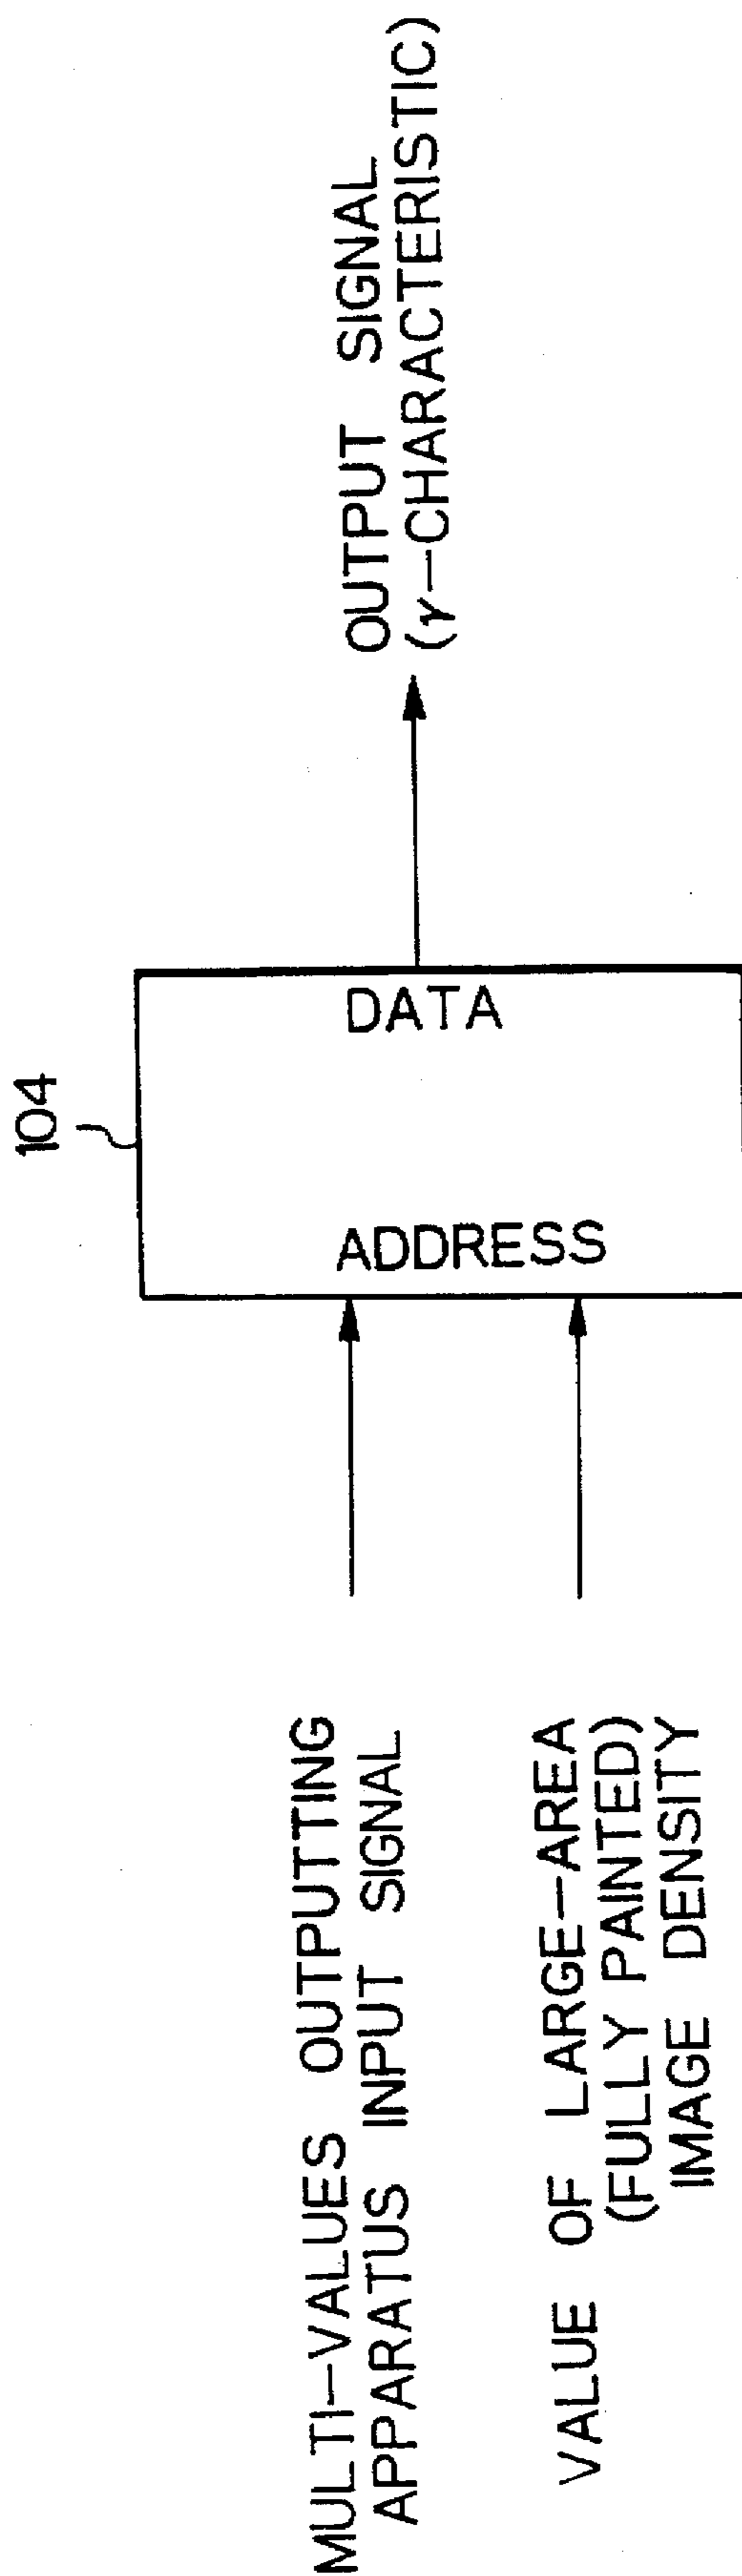 MULTI-VALUES OUTPUTTING
APPARATUS INPUT SIGNAL
VALUE OF LARGE-AREA
(FULLY PAINTED)
IMAGE DENSITY
104
ADDRESS
DATA
OUTPUT SIGNAL
(γ-CHARACTERISTIC)